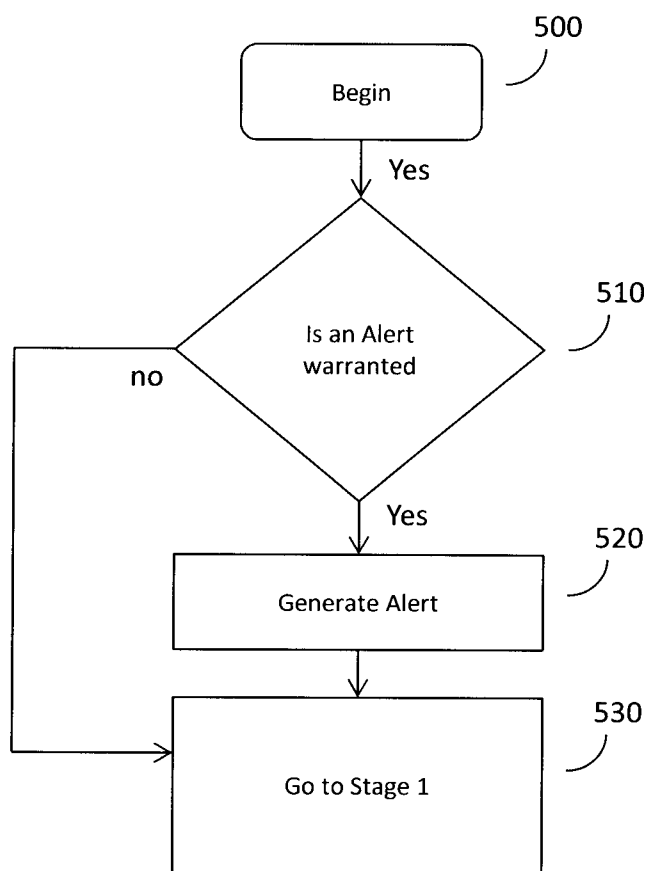 500
Begin
Yes
510
Is an Alert
warranted
no
Yes
520
Generate Alert
530
Go to Stage 1